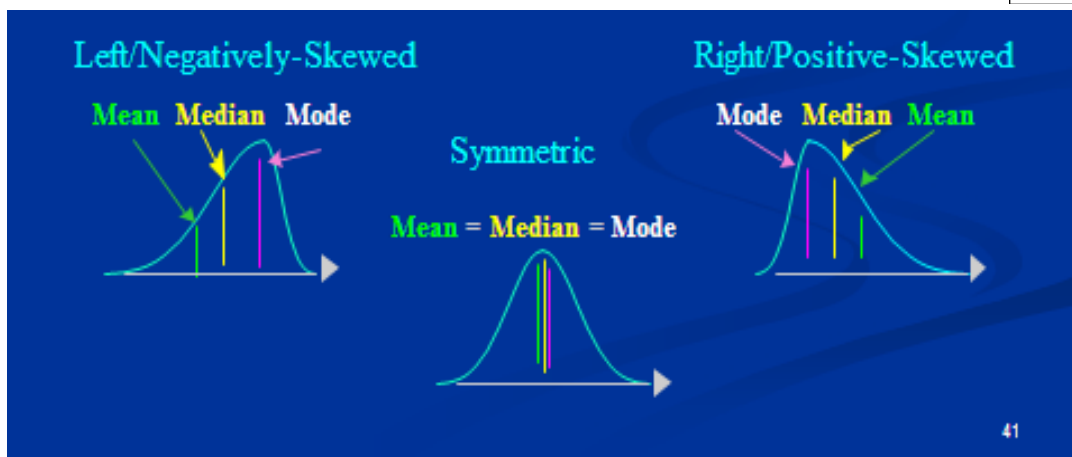 Left/Negatively-Skewed
Mean Median Mode
Symmetric
Mean = Median = Mode
Right/Positive-Skewed
Mode Median Mean
41